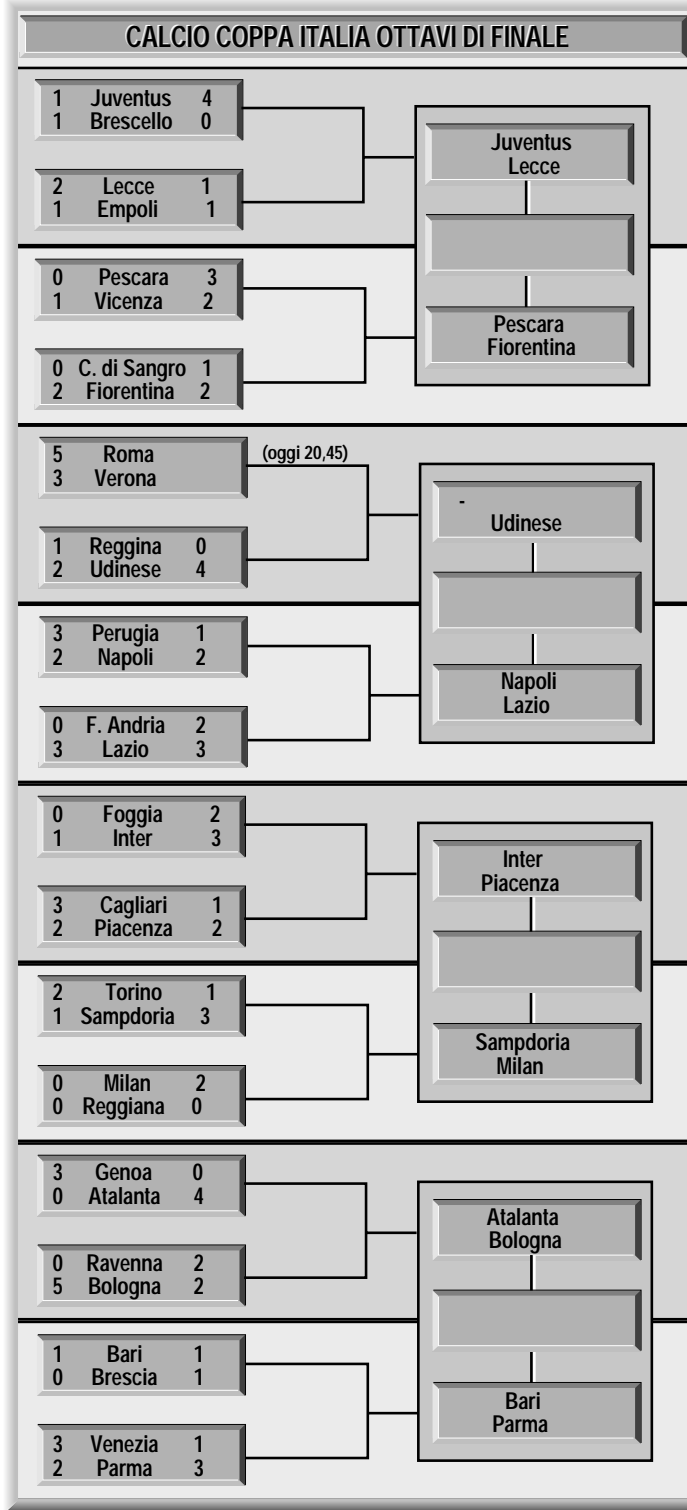 CALCIO COPPA ITALIA OTTAVI DI FINALE
1 Juventus 4
1 Brescello 0
2 Lecce 1
1 Empoli 1
Juventus
Lecce
0 Pescara 3
1 Vicenza 2
0 C. di Sangro 1
2 Fiorentina 2
Pescara
Fiorentina
5 Roma (oggi 20,45)
3 Verona
1 Reggina 0
2 Udinese 4
-
Udinese
3 Perugia 1
2 Napoli 2
0 F. Andria 2
3 Lazio 3
Napoli
Lazio
0 Foggia 2
1 Inter 3
3 Cagliari 1
2 Piacenza 2
Inter
Piacenza
2 Torino 1
1 Sampdoria 3
0 Milan 2
0 Reggiana 0
Sampdoria
Milan
3 Genoa 0
0 Atalanta 4
0 Ravenna 2
5 Bologna 2
Atalanta
Bologna
1 Bari 1
0 Brescia 1
3 Venezia 1
2 Parma 3
Bari
Parma